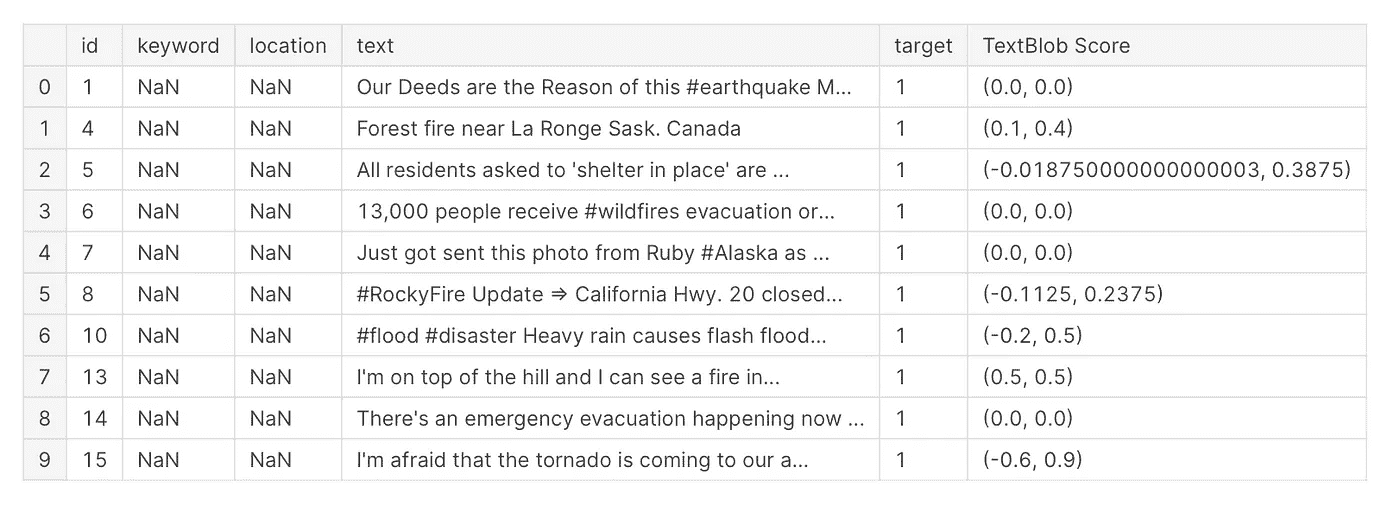 id keyword location text target TextBlob Score
0 1 NaN NaN Our Deeds are the Reason of this #earthquake M... 1 (0.0, 0.0)
1 4 NaN NaN Forest fire near La Ronge Sask. Canada 1 (0.1, 0.4)
2 5 NaN NaN All residents asked to 'shelter in place' are ... 1 (-0.018750000000000003, 0.3875)
3 6 NaN NaN 13,000 people receive #wildfires evacuation or... 1 (0.0, 0.0)
4 7 NaN NaN Just got sent this photo from Ruby #Alaska as ... 1 (0.0, 0.0)
5 8 NaN NaN #RockyFire Update => California Hwy. 20 closed... 1 (-0.1125, 0.2375)
6 10 NaN NaN #flood #disaster Heavy rain causes flash flood... 1 (-0.2, 0.5)
7 13 NaN NaN I'm on top of the hill and I can see a fire in... 1 (0.5, 0.5)
8 14 NaN NaN There's an emergency evacuation happening now ... 1 (0.0, 0.0)
9 15 NaN NaN I'm afraid that the tornado is coming to our a... 1 (-0.6, 0.9)